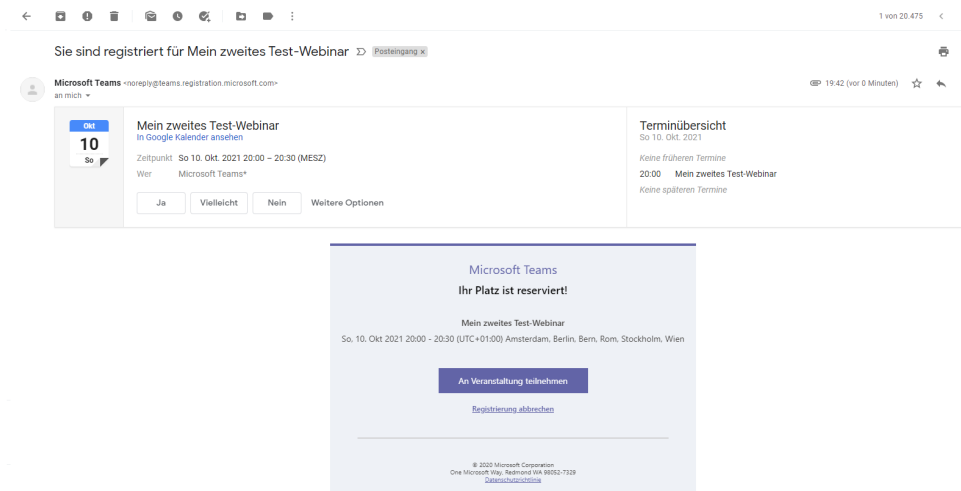 1 von 20.475
Sie sind registriert für Mein zweites Test-Webinar Posteingang x
Microsoft Teams <noreply@teams.registration.microsoft.com>
19:42 (vor 0 Minuten)
an mich
Okt
10
So
Mein zweites Test-Webinar
In Google Kalender ansehen
Zeitpunkt So 10. Okt. 2021 20:00 – 20:30 (MESZ)
Wer Microsoft Teams*
Ja Vielleicht Nein Weitere Optionen
Terminübersicht
So 10. Okt. 2021
Keine früheren Termine
20:00 Mein zweites Test-Webinar
Keine späteren Termine
Microsoft Teams
Ihr Platz ist reserviert!
Mein zweites Test-Webinar
So, 10. Okt 2021 20:00 - 20:30 (UTC+01:00) Amsterdam, Berlin, Bern, Rom, Stockholm, Wien
An Veranstaltung teilnehmen
Registrierung abbrechen
© 2020 Microsoft Corporation
One Microsoft Way, Redmond WA 98052-7329
Datenschutzrichtlinie